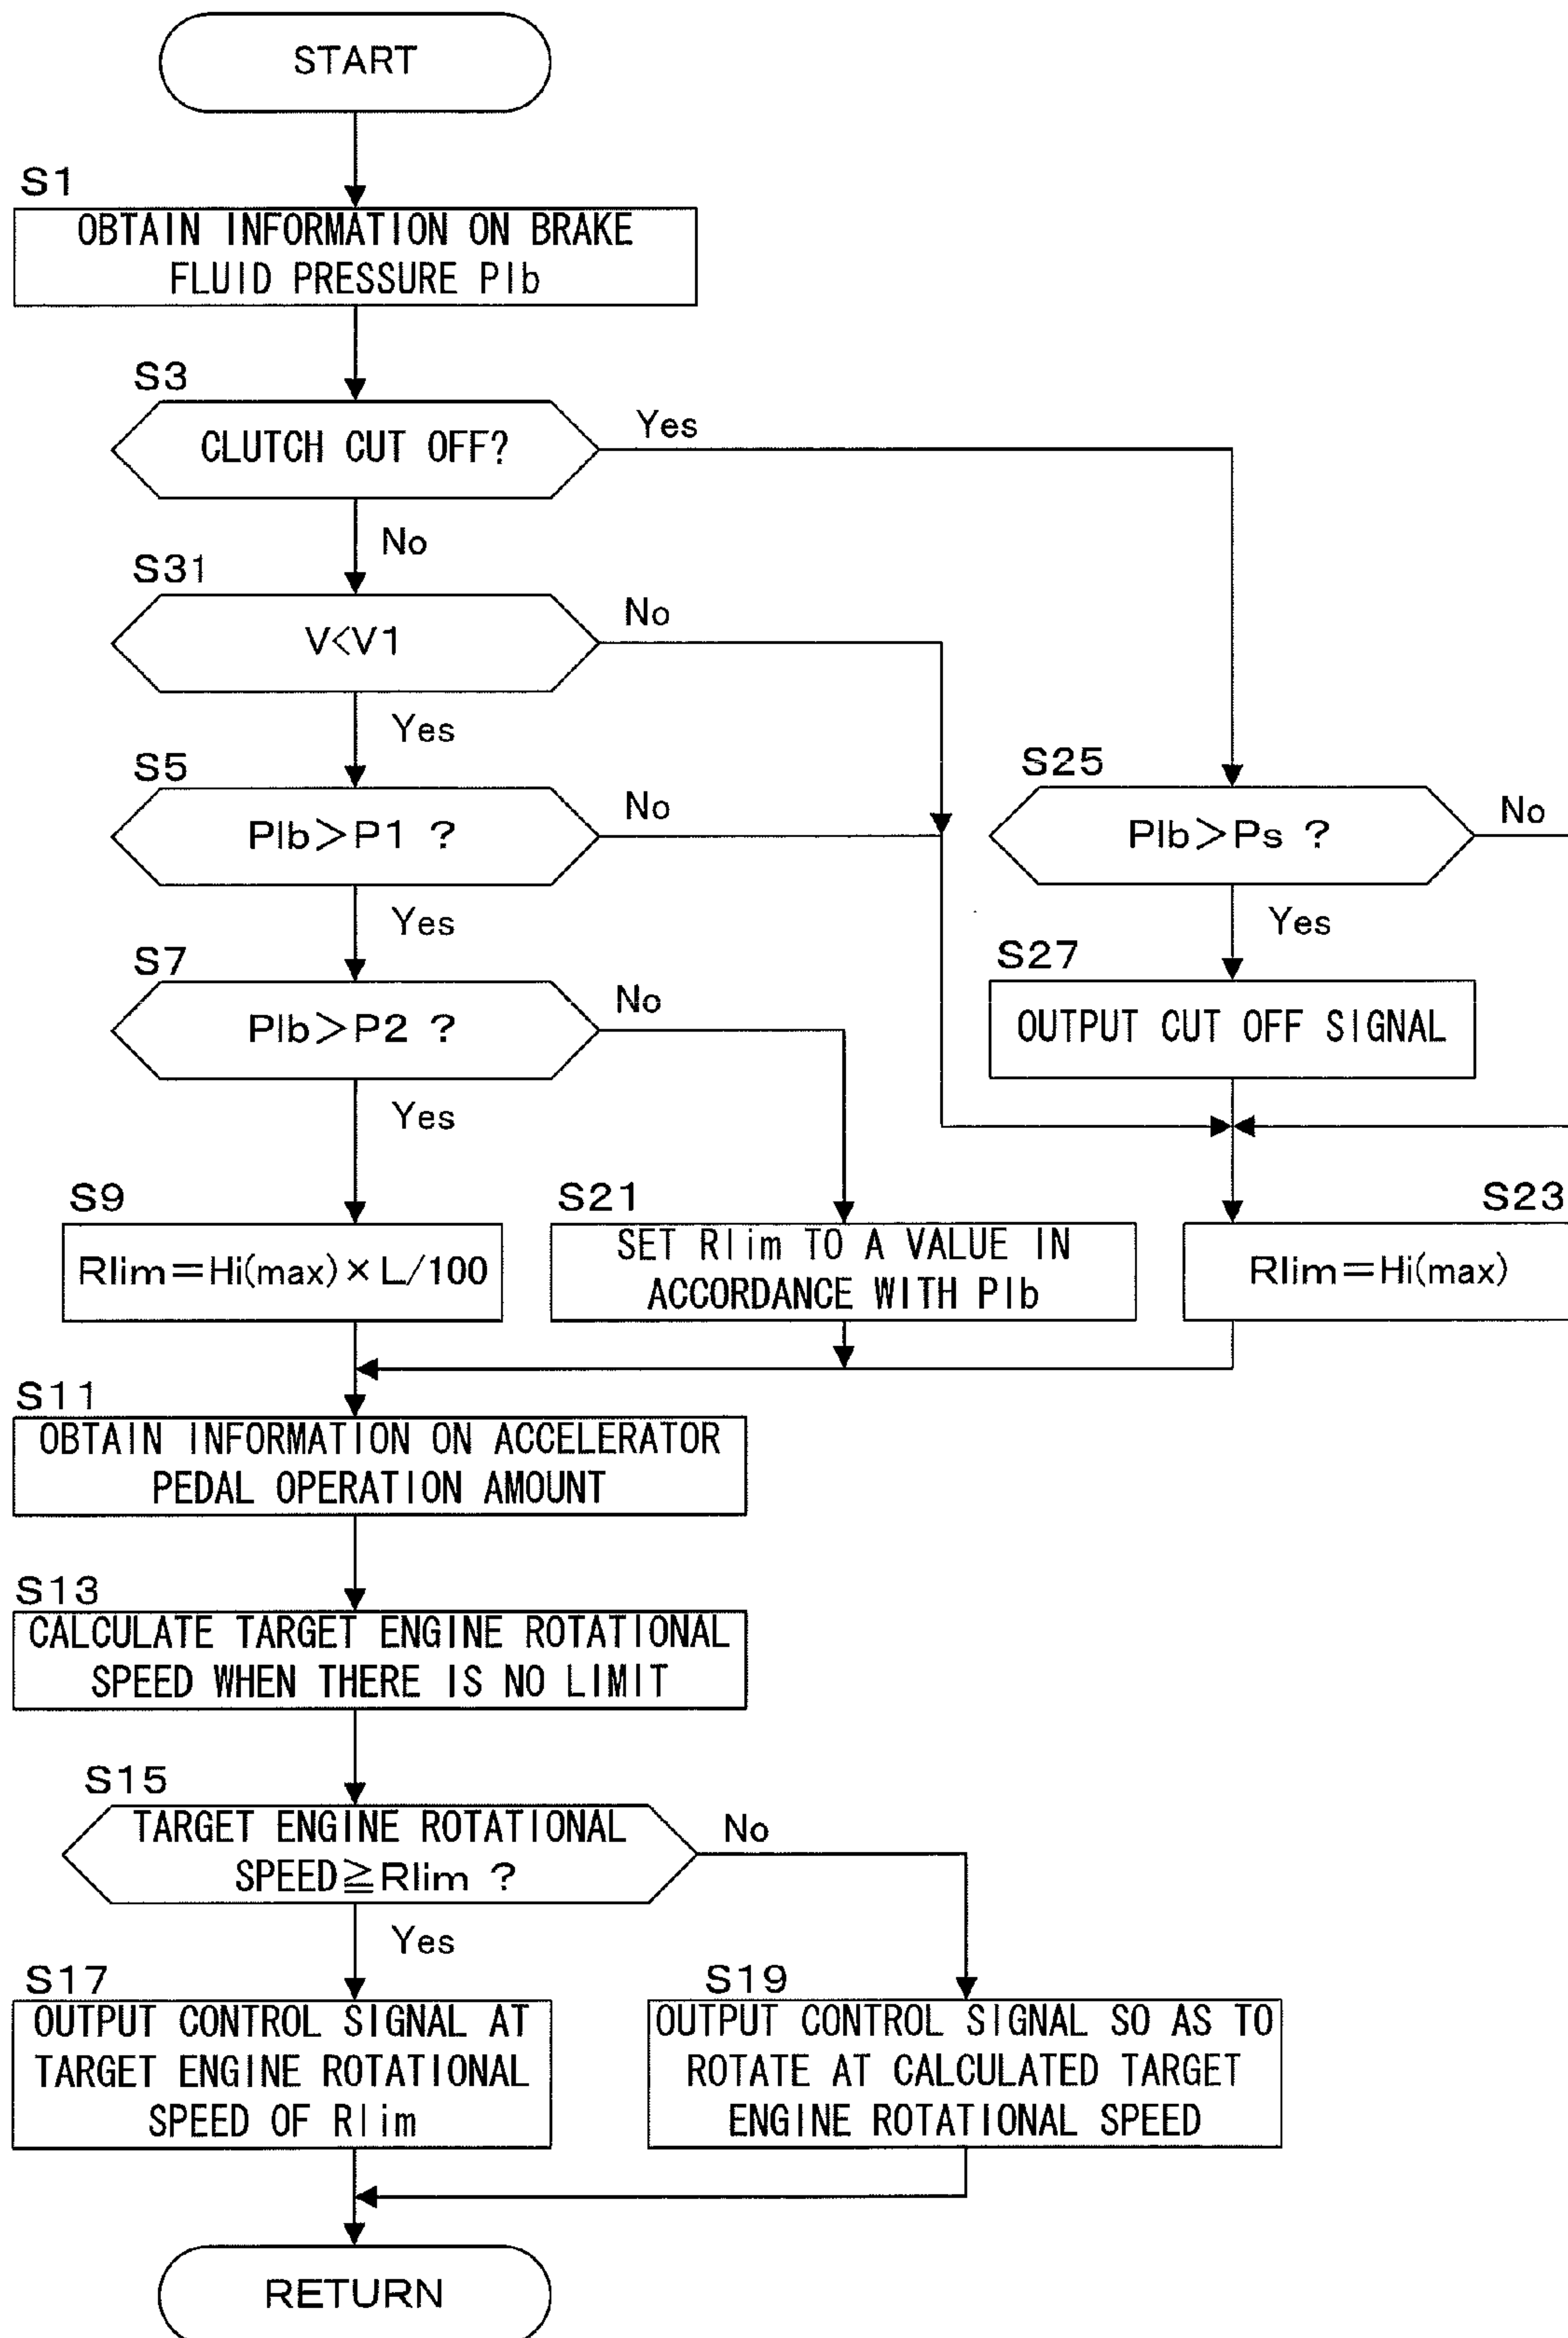 START
S1
OBTAIN INFORMATION ON BRAKE
FLUID PRESSURE Plb
S3
CLUTCH CUT OFF?
Yes
No
S31
V<V1
No
Yes
S5
Plb>P1 ?
No
S25
Plb>Ps ?
No
Yes
Yes
S7
Plb>P2 ?
No
S27
OUTPUT CUT OFF SIGNAL
Yes
S9
Rlim=Hi(max)×L/100
S21
SET Rlim TO A VALUE IN
ACCORDANCE WITH Plb
S23
Rlim=Hi(max)
S11
OBTAIN INFORMATION ON ACCELERATOR
PEDAL OPERATION AMOUNT
S13
CALCULATE TARGET ENGINE ROTATIONAL
SPEED WHEN THERE IS NO LIMIT
S15
TARGET ENGINE ROTATIONAL
SPEED≧Rlim ?
No
Yes
S17
OUTPUT CONTROL SIGNAL AT
TARGET ENGINE ROTATIONAL
SPEED OF Rlim
S19
OUTPUT CONTROL SIGNAL SO AS TO
ROTATE AT CALCULATED TARGET
ENGINE ROTATIONAL SPEED
RETURN